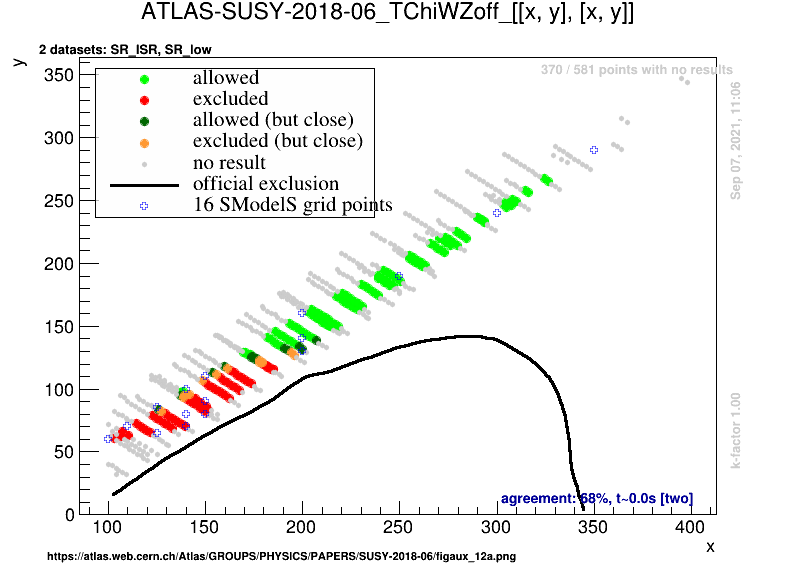 ATLAS-SUSY-2018-06_TChiWZoff_[[x, y], [x, y]]
2 datasets: SR_ISR, SR_low
y
370 / 581 points with no results
allowed
excluded
allowed (but close)
excluded (but close)
no result
official exclusion
16 SModelS grid points
350
300
250
200
150
100
50
0
100 150 200 250 300 350 400
x
Sep 07, 2021, 11:06
k-factor 1.00
agreement: 68%, t~0.0s [two]
https://atlas.web.cern.ch/Atlas/GROUPS/PHYSICS/PAPERS/SUSY-2018-06/figaux_12a.png